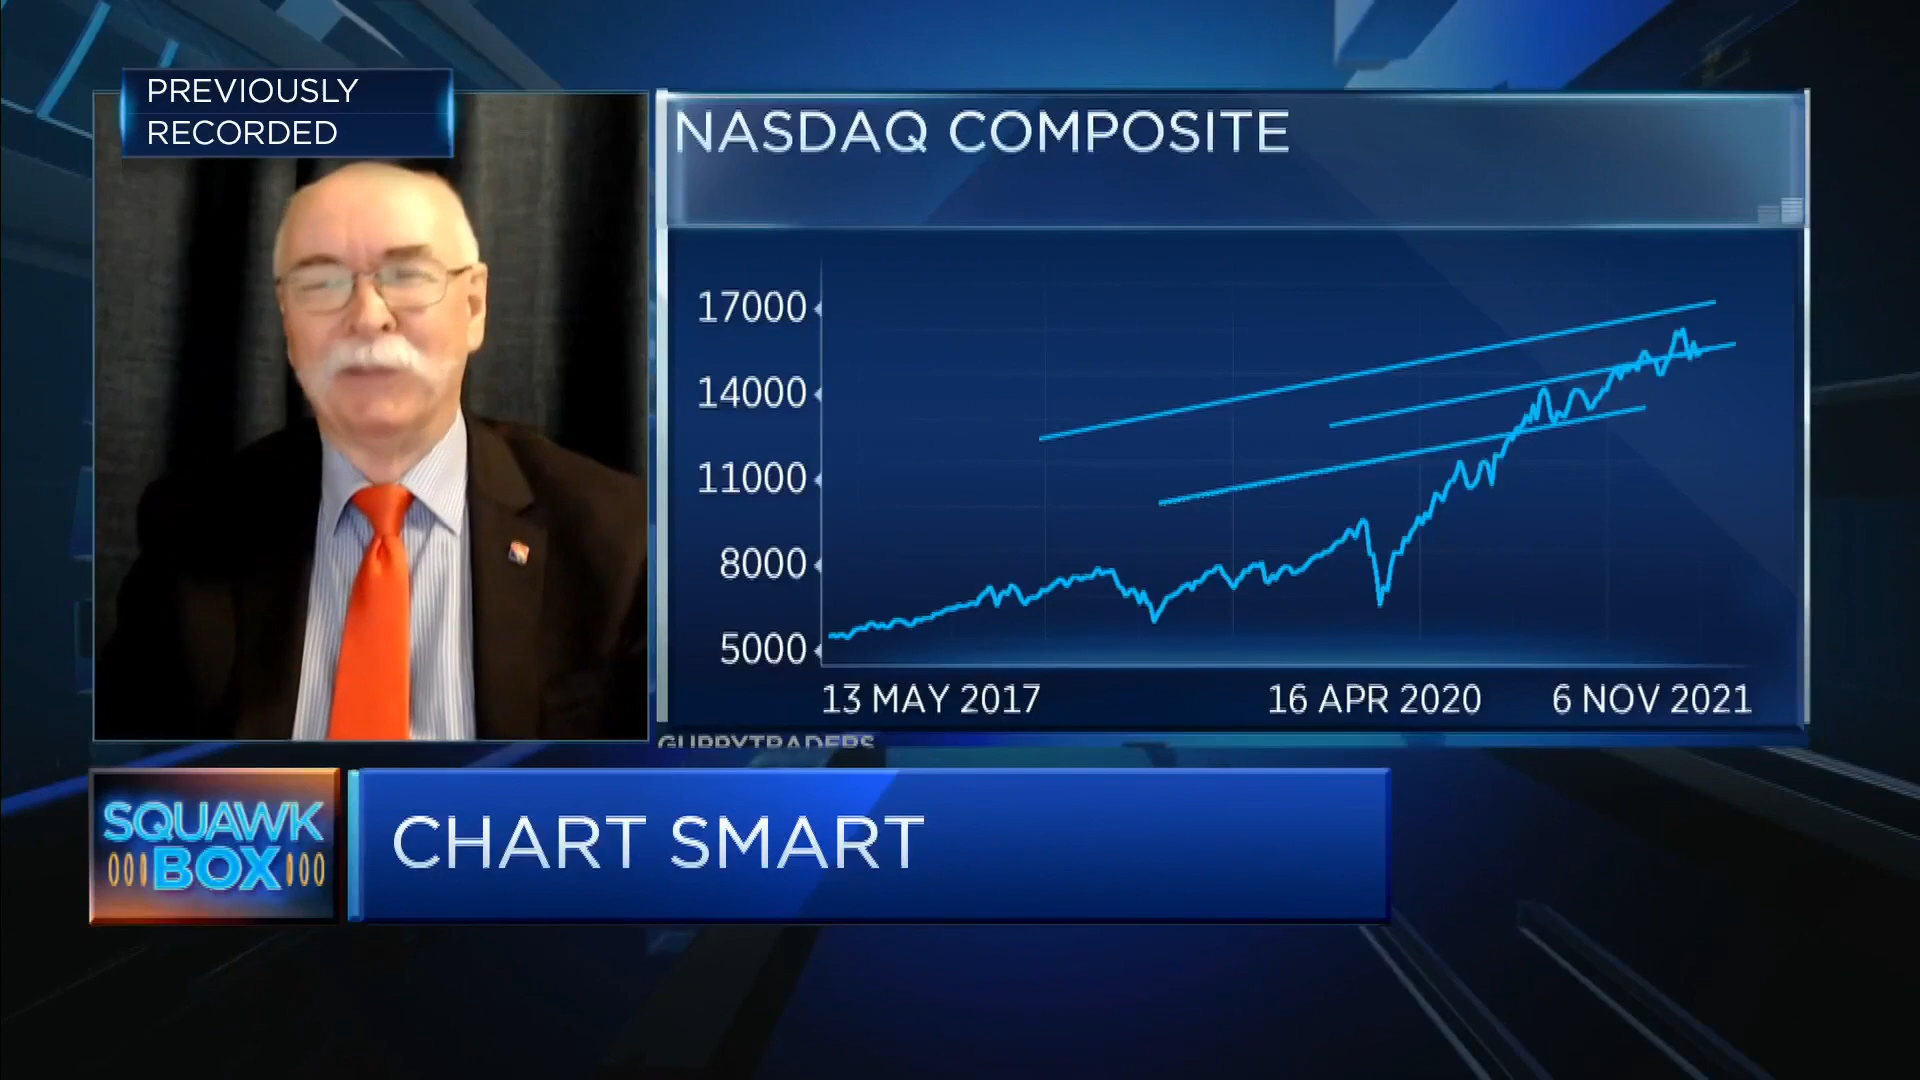 PREVIOUSLY
RECORDED
NASDAQ COMPOSITE
17000
14000
11000
8000
5000
13 MAY 2017 16 APR 2020 6 NOV 2021
GUPPYTRADERS
SQUAWK
BOX
CHART SMART